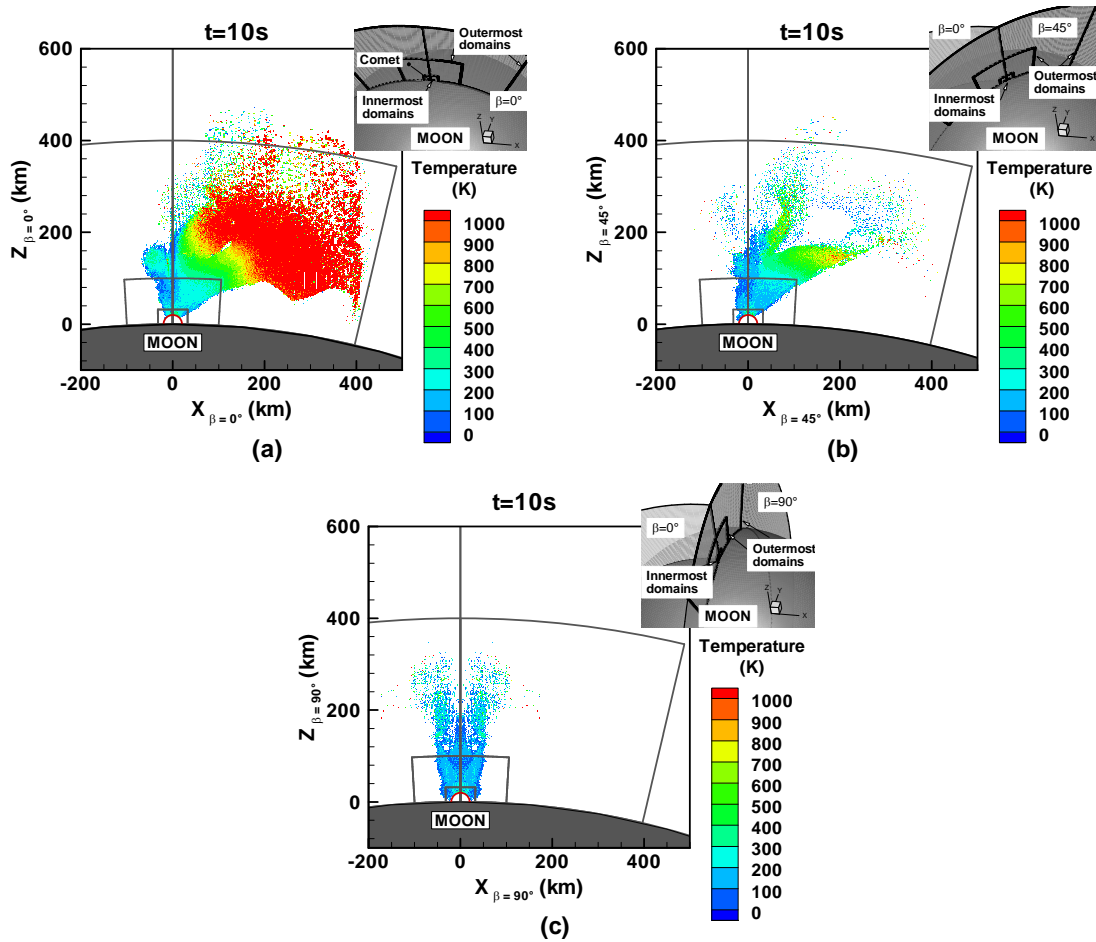 t=10s
Comet
Outermost
domains
Innermost
domains
β=0°
MOON
Z
X
Y
600
400
200
0
Z β=0° (km)
MOON
-200 0 200 400
X β = 0° (km)
(a)
Temperature
(K)
1000
900
800
700
600
500
400
300
200
100
0
t=10s
β=0°
β=45°
Outermost
domains
Innermost
domains
MOON
Z
Y
X
600
400
200
0
Z β=45° (km)
MOON
-200 0 200 400
X β = 45° (km)
(b)
Temperature
(K)
1000
900
800
700
600
500
400
300
200
100
0
t=10s
β=90°
β=0°
Outermost
domains
Innermost
domains
MOON
Z
Y
X
600
400
200
0
Z β=90° (km)
MOON
-200 0 200 400
X β = 90° (km)
(c)
Temperature
(K)
1000
900
800
700
600
500
400
300
200
100
0